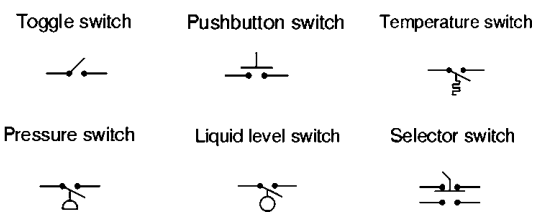 Toggle switch
Pushbutton switch
Temperature switch
Pressure switch
Liquid level switch
Selector switch